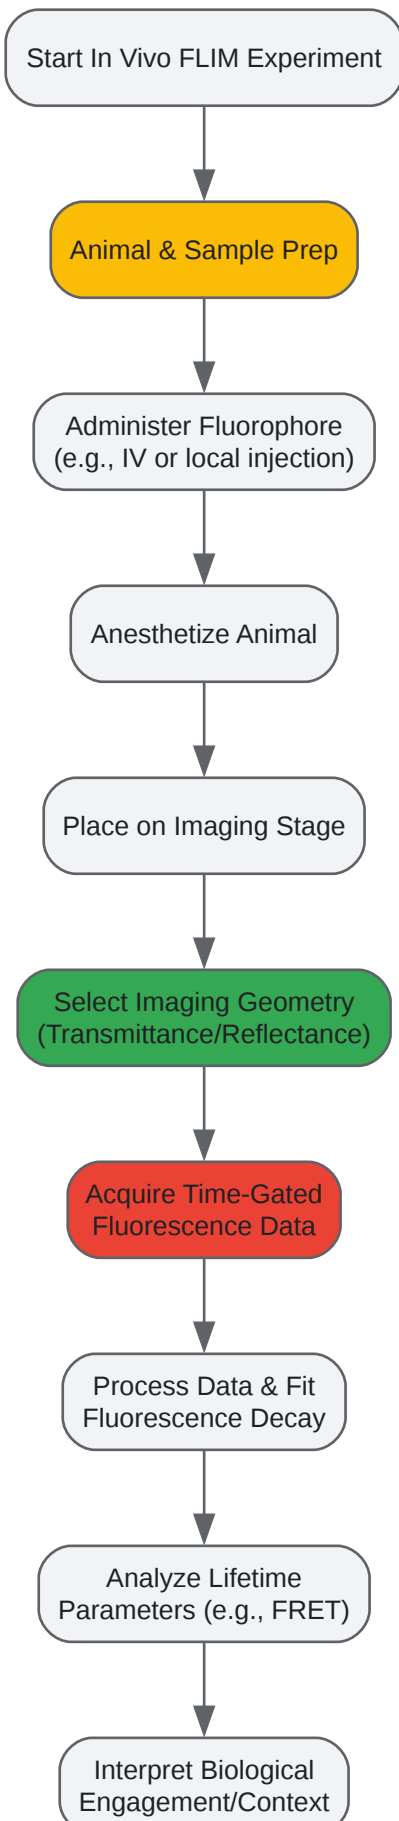 Start In Vivo FLIM Experiment
Animal & Sample Prep
Administer Fluorophore
(e.g., IV or local injection)
Anesthetize Animal
Place on Imaging Stage
Select Imaging Geometry
(Transmittance/Reflectance)
Acquire Time-Gated
Fluorescence Data
Process Data & Fit
Fluorescence Decay
Analyze Lifetime
Parameters (e.g., FRET)
Interpret Biological
Engagement/Context